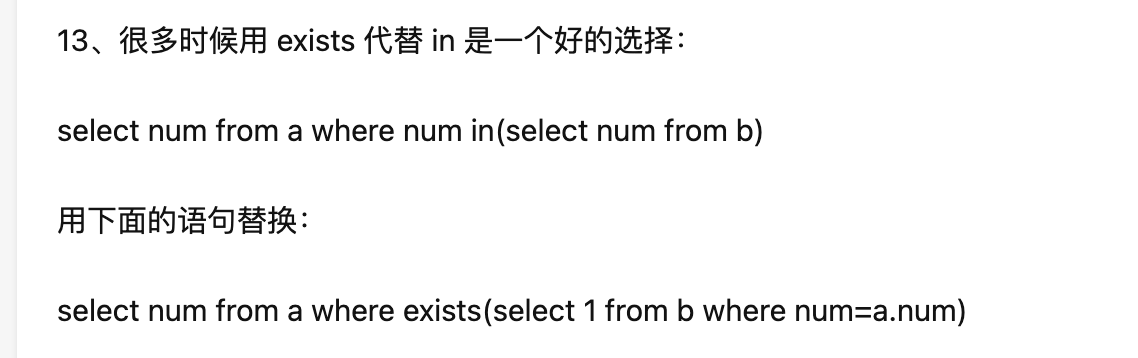 13、很多时候用 exists 代替 in 是一个好的选择：
select num from a where num in(select num from b)
用下面的语句替换：
select num from a where exists(select 1 from b where num=a.num)